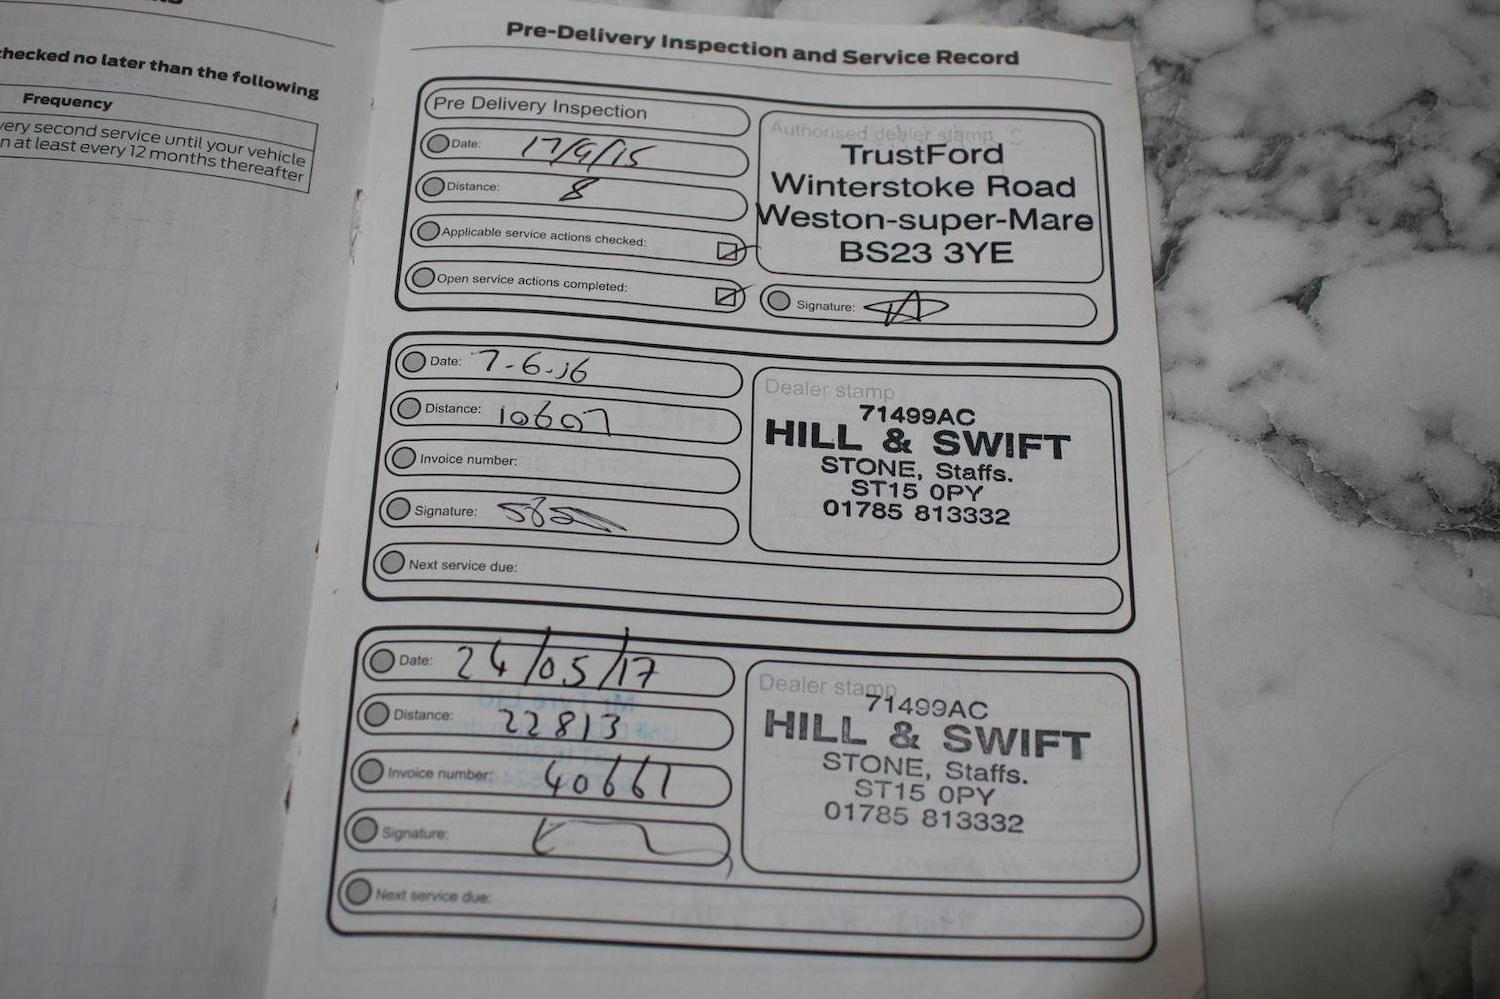 checked no later than the following
Frequency
very second service until your vehicle
n at least every 12 months thereafter
Pre-Delivery Inspection and Service Record
Pre Delivery Inspection
Date: 17/9/15
Distance: 8
Applicable service actions checked:
Open service actions completed:
Authorised dealer stamp
TrustFord
Winterstoke Road
Weston-super-Mare
BS23 3YE
Signature:
Date: 7-6-16
Distance: 10607
Invoice number:
Signature:
Next service due:
Dealer stamp
71499AC
HILL & SWIFT
STONE, Staffs.
ST15 0PY
01785 813332
Date: 24/05/17
Distance: 22813
Invoice number: 40661
Signature:
Next service due:
Dealer stamp
71499AC
HILL & SWIFT
STONE, Staffs.
ST15 0PY
01785 813332